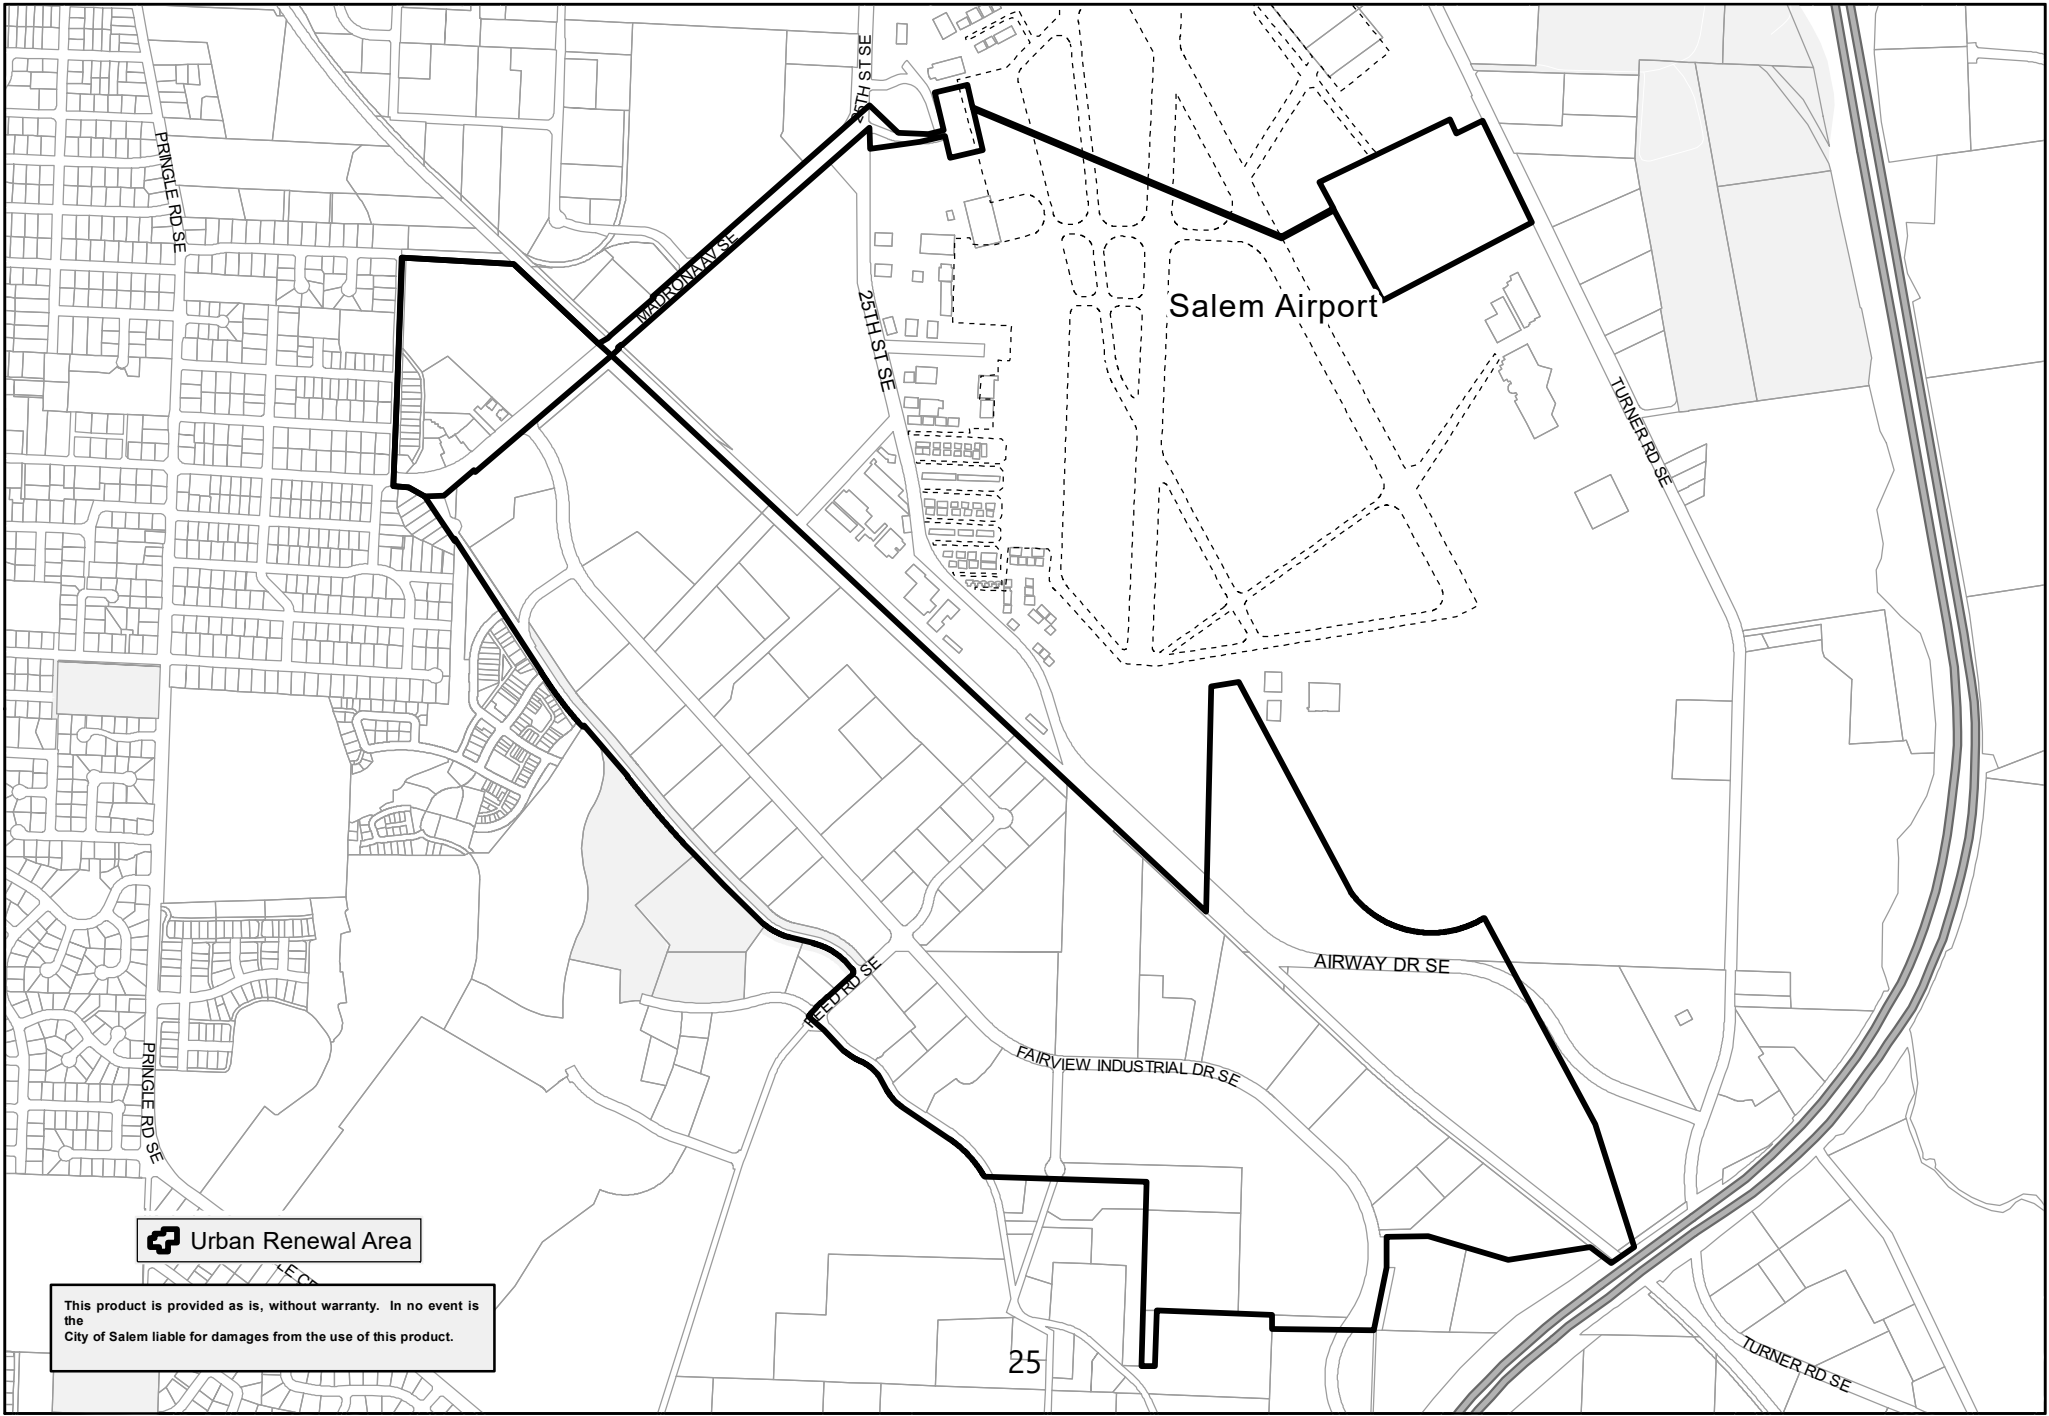 25TH ST SE
PRINGLE RD SE
MADRONA AV SE
Salem Airport
25TH ST SE
TURNER RD SE
AIRWAY DR SE
REED RD SE
FAIRVIEW INDUSTRIAL DR SE
PRINGLE RD SE
Urban Renewal Area
This product is provided as is, without warranty. In no event is
the
City of Salem liable for damages from the use of this product.
25
TURNER RD SE